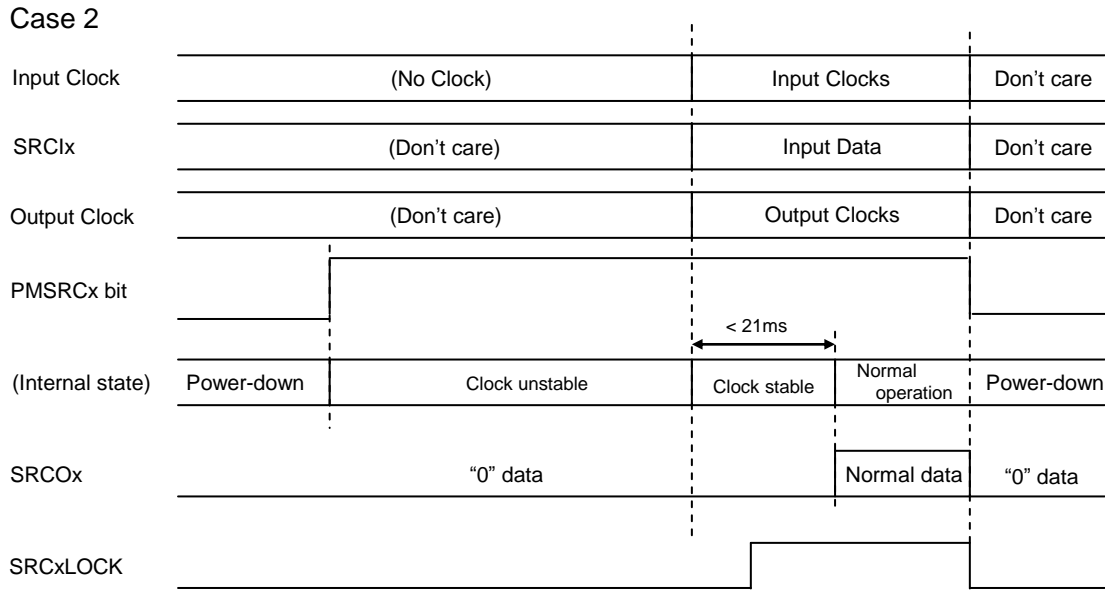 Case 2
Input Clock (No Clock) Input Clocks Don't care
SRCIx (Don't care) Input Data Don't care
Output Clock (Don't care) Output Clocks Don't care
PMSRCx bit
< 21ms
(Internal state) Power-down Clock unstable Clock stable Normal operation Power-down
SRCOx “0” data Normal data “0” data
SRCxLOCK